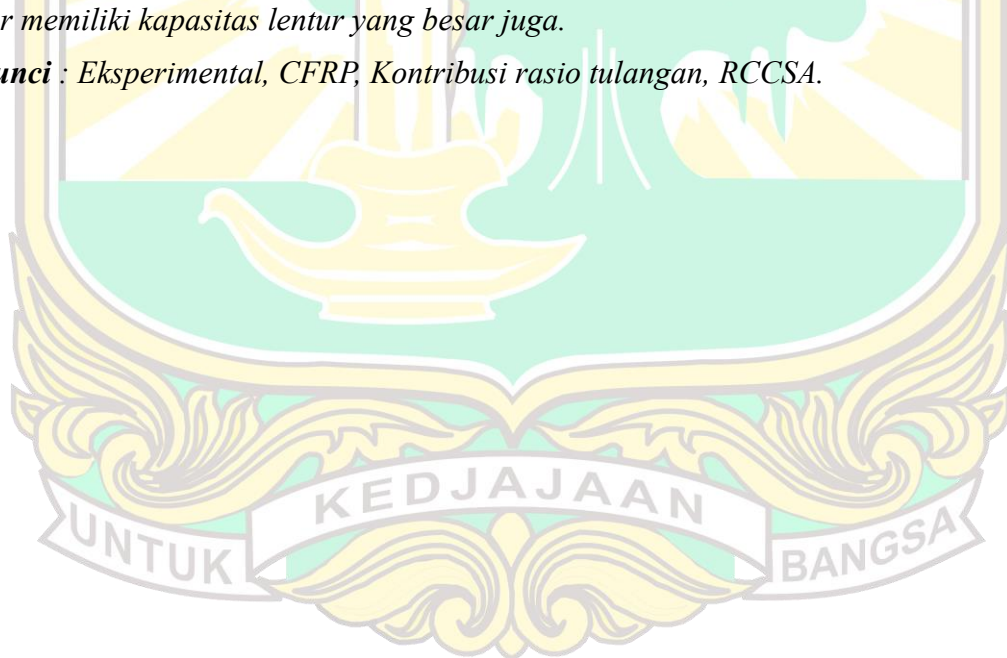 r memiliki kapasitas lentur yang besar juga.
unci : Eksperimental, CFRP, Kontribusi rasio tulangan, RCCSA.
UNTUK KEDJAJAAN BANGSA